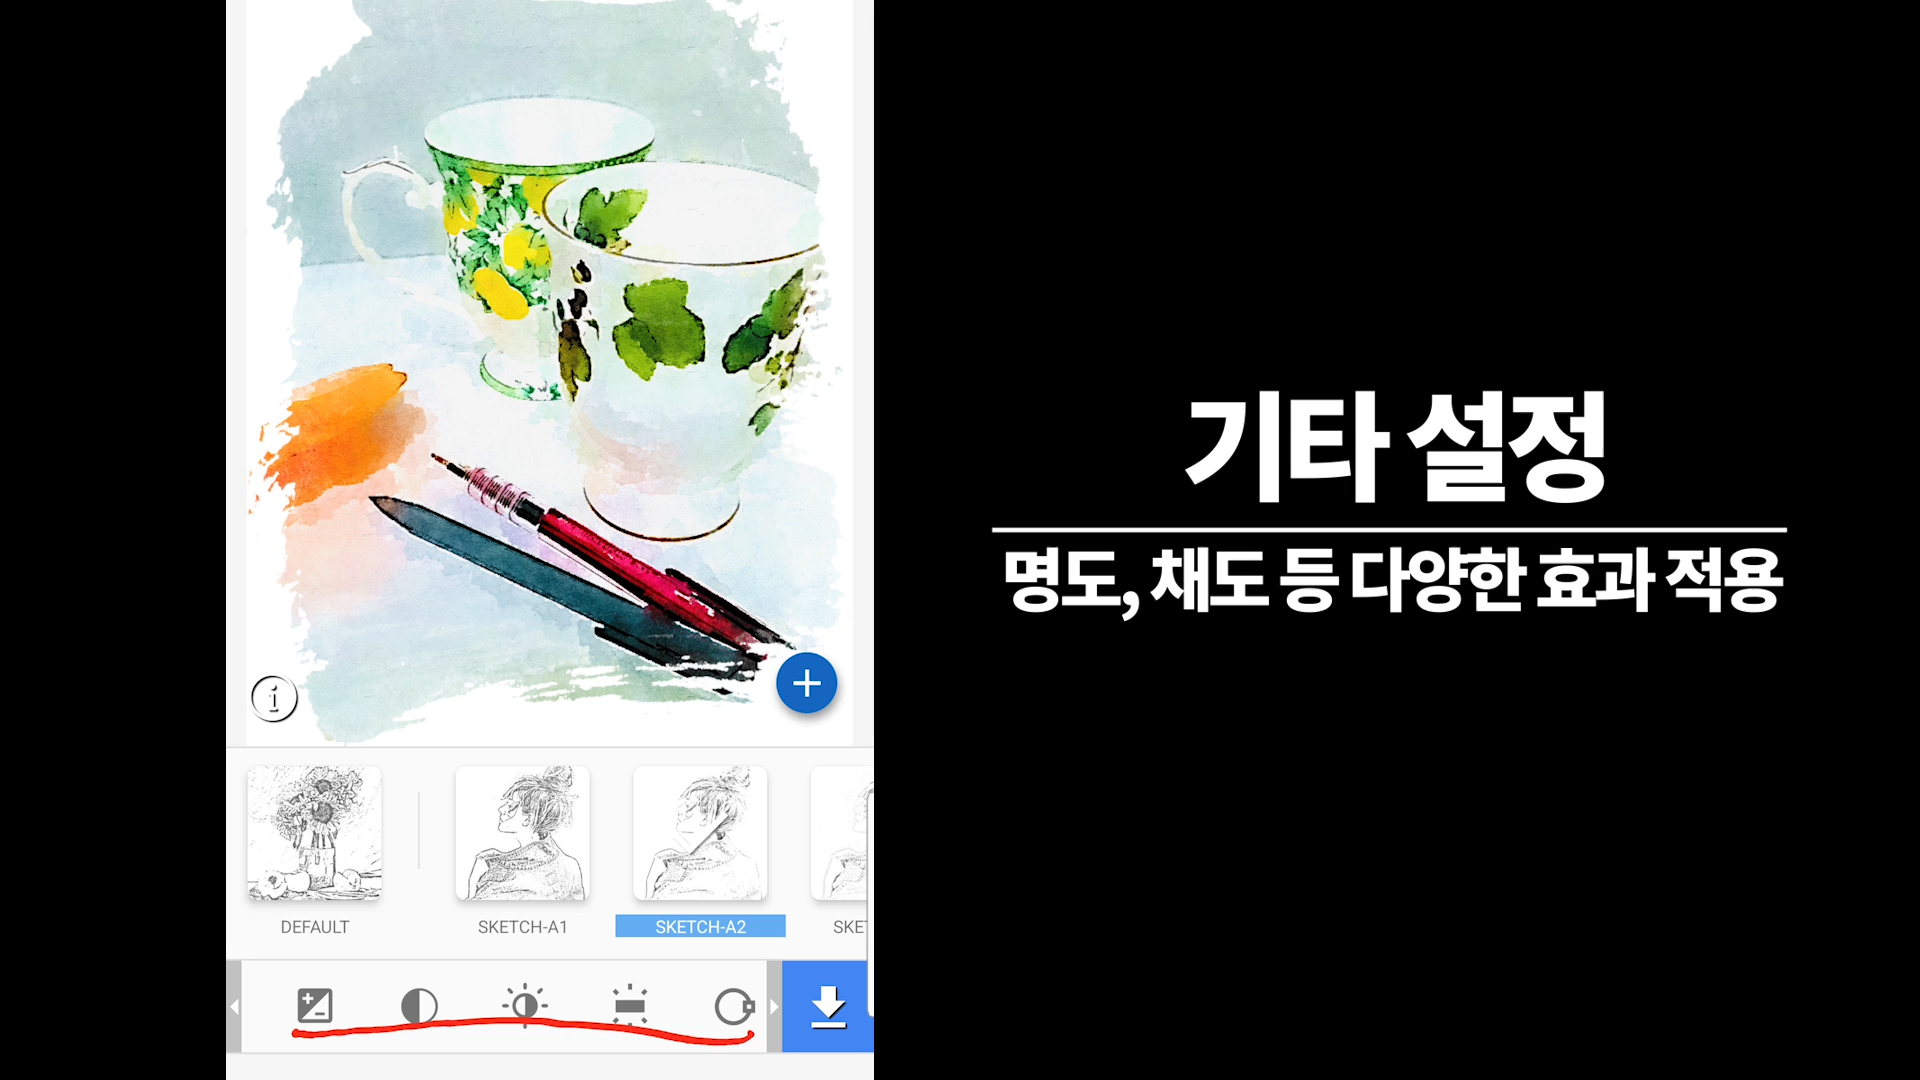 기타 설정
명도, 채도 등 다양한 효과 적용
i
DEFAULT
SKETCH-A1
SKETCH-A2
SKE